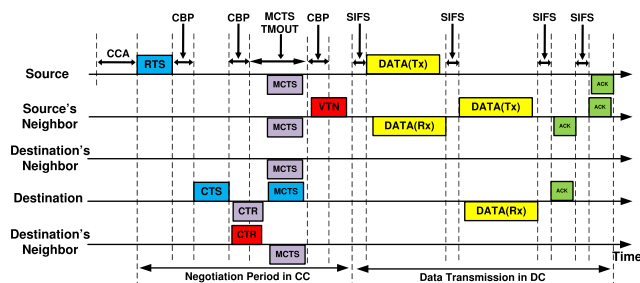 CBP CBP MCTS TMOUT CBP SIFS SIFS SIFS SIFS
CCA
RTS DATA(Tx)
Source
MCTS ACK
Source's Neighbor
VTN DATA(Tx) ACK
MCTS DATA(Rx) ACK
Destination's Neighbor
MCTS
Destination
CTS MCTS ACK
CTR DATA(Rx)
Destination's Neighbor
CTR
MCTS
Time
Negotiation Period in CC Data Transmission in DC